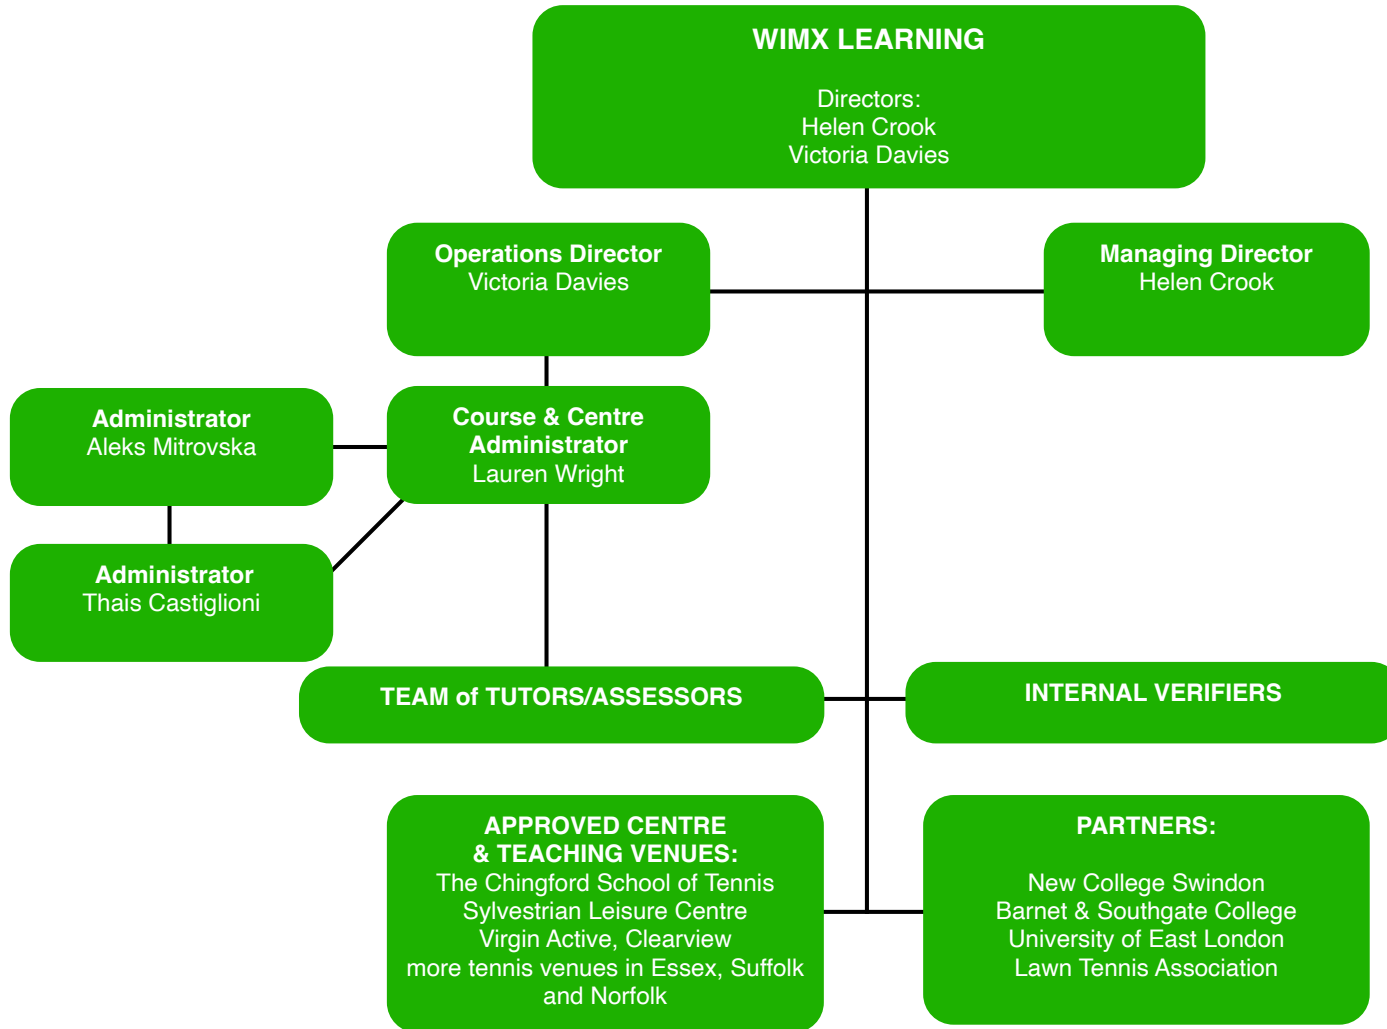 WIMX LEARNING
Directors:
Helen Crook
Victoria Davies
Operations Director
Victoria Davies
Managing Director
Helen Crook
Administrator
Aleks Mitrovska
Course & Centre
Administrator
Lauren Wright
Administrator
Thais Castiglioni
TEAM of TUTORS/ASSESSORS
INTERNAL VERIFIERS
APPROVED CENTRE
& TEACHING VENUES:
The Chingford School of Tennis
Sylvestrian Leisure Centre
Virgin Active, Clearview
more tennis venues in Essex, Suffolk
and Norfolk
PARTNERS:
New College Swindon
Barnet & Southgate College
University of East London
Lawn Tennis Association